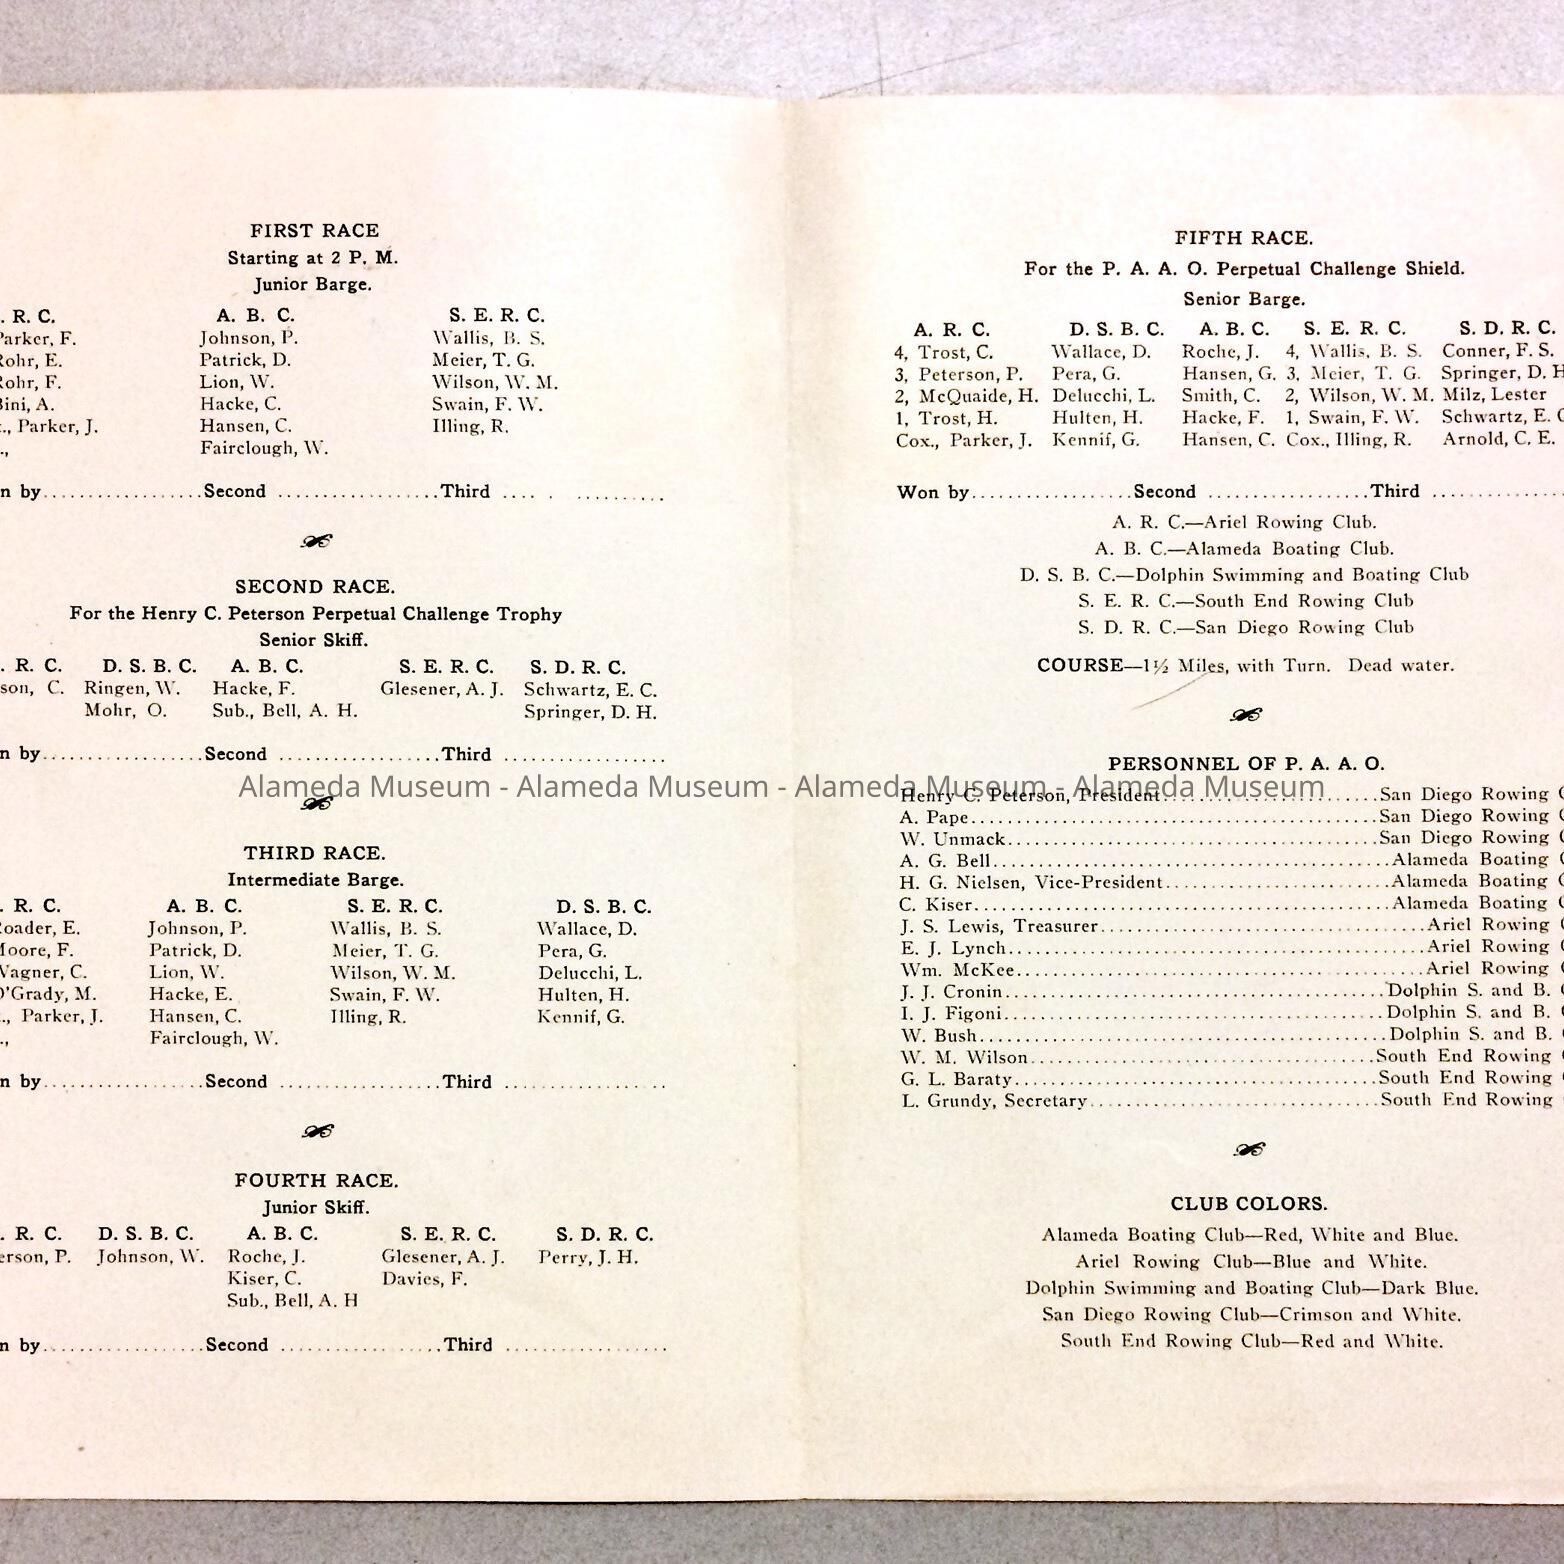 FIRST RACE
Starting at 2 P. M.
Junior Barge.
. R. C. A. B. C. S. E. R. C.
Parker, F. Johnson, P. Wallis, B. S.
Rohr, E. Patrick, D. Meier, T. G.
Rohr, F. Lion, W. Wilson, W. M.
Bini, A. Hacke, C. Swain, F. W.
., Parker, J. Hansen, C. Illing, R.
., Fairclough, W.
n by..................Second ..................Third .... . ..........
SECOND RACE.
For the Henry C. Peterson Perpetual Challenge Trophy
Senior Skiff.
. R. C. D. S. B. C. A. B. C. S. E. R. C. S. D. R. C.
son, C. Ringen, W. Hacke, F. Glesener, A. J. Schwartz, E. C.
Mohr, O. Sub., Bell, A. H. Springer, D. H.
n by..................Second ..................Third ..................
THIRD RACE.
Intermediate Barge.
. R. C. A. B. C. S. E. R. C. D. S. B. C.
Roader, E. Johnson, P. Wallis, B. S. Wallace, D.
Moore, F. Patrick, D. Meier, T. G. Pera, G.
Wagner, C. Lion, W. Wilson, W. M. Delucchi, L.
O'Grady, M. Hacke, E. Swain, F. W. Hulten, H.
., Parker, J. Hansen, C. Illing, R. Kennif, G.
., Fairclough, W.
n by..................Second ..................Third ..................
FOURTH RACE.
Junior Skiff.
. R. C. D. S. B. C. A. B. C. S. E. R. C. S. D. R. C.
erson, P. Johnson, W. Roche, J. Glesener, A. J. Perry, J. H.
Kiser, C. Davies, F.
Sub., Bell, A. H
n by..................Second ..................Third ..................
FIFTH RACE.
For the P. A. A. O. Perpetual Challenge Shield.
Senior Barge.
A. R. C. D. S. B. C. A. B. C. S. E. R. C. S. D. R. C.
4, Trost, C. Wallace, D. Roche, J. 4, Wallis, B. S. Conner, F. S.
3, Peterson, P. Pera, G. Hansen, G. 3, Meier, T. G. Springer, D. H
2, McQuaide, H. Delucchi, L. Smith, C. 2, Wilson, W. M. Milz, Lester
1, Trost, H. Hulten, H. Hacke, F. 1, Swain, F. W. Schwartz, E. C
Cox., Parker, J. Kennif, G. Hansen, C. Cox., Illing, R. Arnold, C. E.
Won by..................Second ..................Third ...............
A. R. C.—Ariel Rowing Club.
A. B. C.—Alameda Boating Club.
D. S. B. C.—Dolphin Swimming and Boating Club
S. E. R. C.—South End Rowing Club
S. D. R. C.—San Diego Rowing Club
COURSE—1½ Miles, with Turn. Dead water.
PERSONNEL OF P. A. A. O.
Alameda Museum - Alameda Museum - Alameda Museum - Alameda Museum
Henry C. Peterson, President........................San Diego Rowing C
A. Pape..............................................San Diego Rowing C
W. Unmack..........................................San Diego Rowing C
A. G. Bell.............................................Alameda Boating C
H. G. Nielsen, Vice-President.........................Alameda Boating C
C. Kiser...............................................Alameda Boating C
J. S. Lewis, Treasurer.....................................Ariel Rowing C
E. J. Lynch................................................Ariel Rowing C
Wm. McKee...............................................Ariel Rowing C
J. J. Cronin...........................................Dolphin S. and B. C
I. J. Figoni...........................................Dolphin S. and B. C
W. Bush..............................................Dolphin S. and B. C
W. M. Wilson.......................................South End Rowing C
G. L. Baraty.........................................South End Rowing C
L. Grundy, Secretary.................................South End Rowing C
CLUB COLORS.
Alameda Boating Club—Red, White and Blue.
Ariel Rowing Club—Blue and White.
Dolphin Swimming and Boating Club—Dark Blue.
San Diego Rowing Club—Crimson and White.
South End Rowing Club—Red and White.